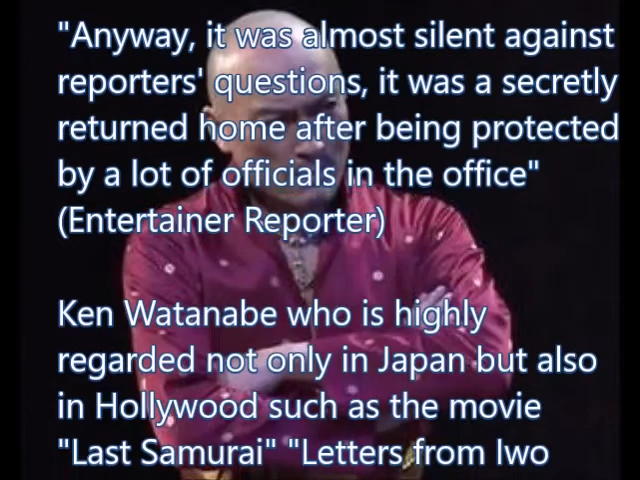 "Anyway, it was almost silent against
reporters' questions, it was a secretly
returned home after being protected
by a lot of officials in the office"
(Entertainer Reporter)
Ken Watanabe who is highly
regarded not only in Japan but also
in Hollywood such as the movie
"Last Samurai" "Letters from Iwo